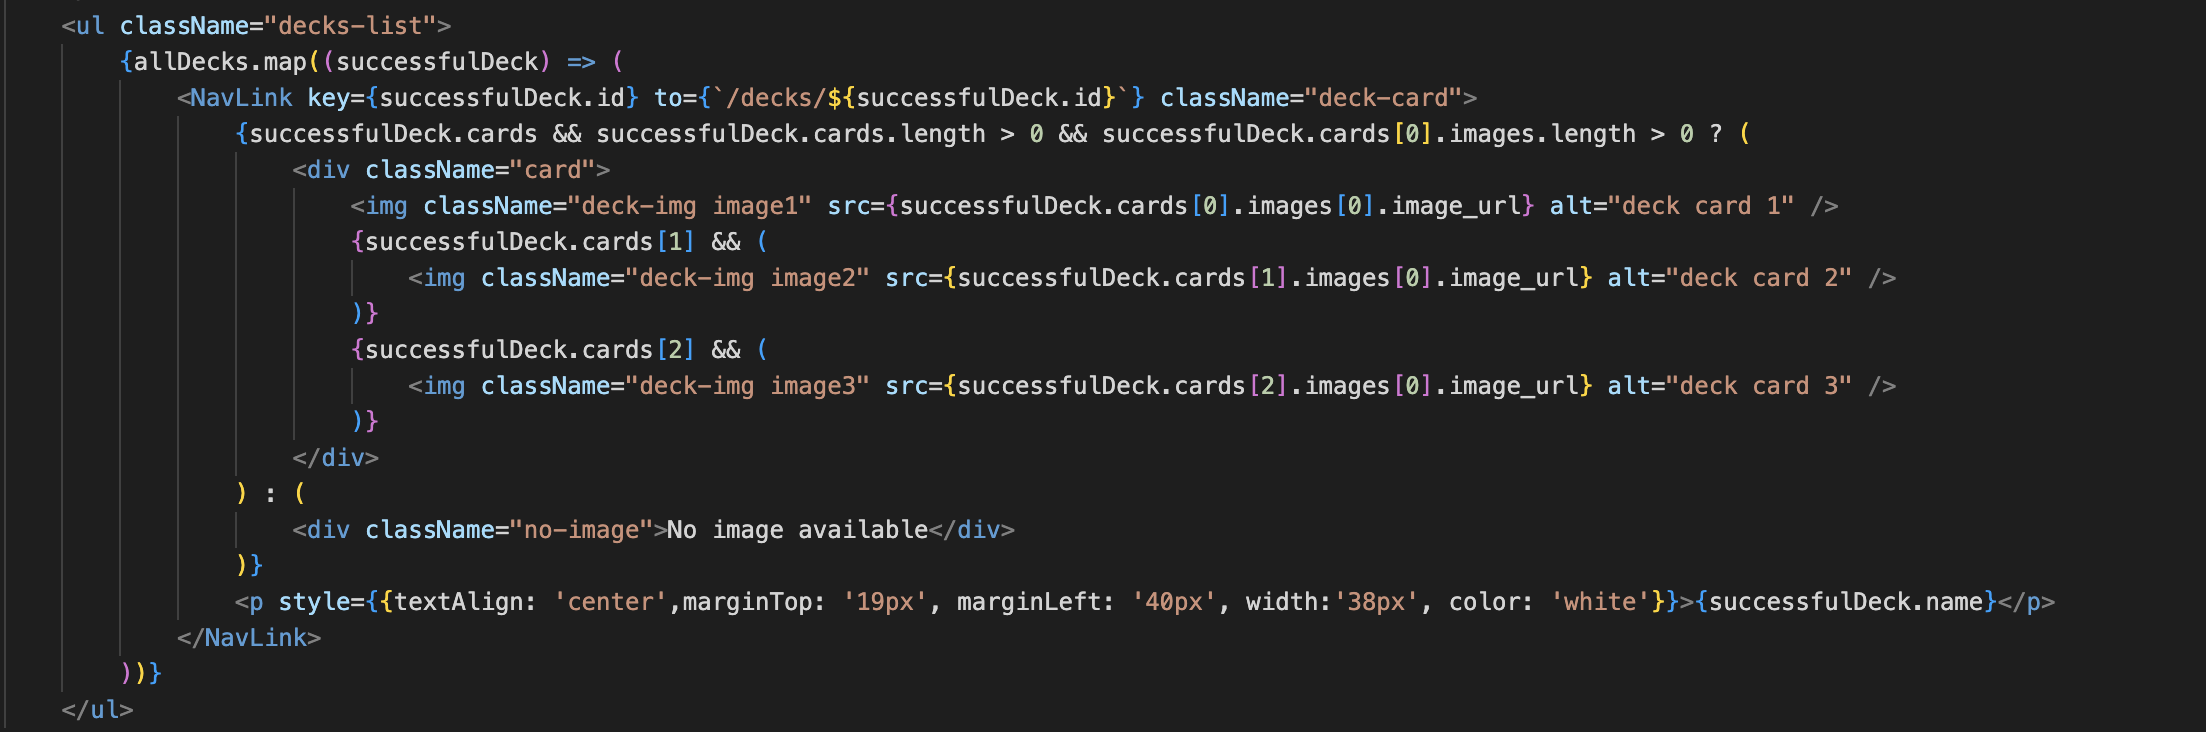 <ul className="decks-list">
{allDecks.map((successfulDeck) => (
<NavLink key={successfulDeck.id} to={`/decks/${successfulDeck.id}`} className="deck-card">
{successfulDeck.cards && successfulDeck.cards.length > 0 && successfulDeck.cards[0].images.length > 0 ? (
<div className="card">
<img className="deck-img image1" src={successfulDeck.cards[0].images[0].image_url} alt="deck card 1" />
{successfulDeck.cards[1] && (
<img className="deck-img image2" src={successfulDeck.cards[1].images[0].image_url} alt="deck card 2" />
)}
{successfulDeck.cards[2] && (
<img className="deck-img image3" src={successfulDeck.cards[2].images[0].image_url} alt="deck card 3" />
)}
</div>
) : (
<div className="no-image">No image available</div>
)}
<p style={{textAlign: 'center',marginTop: '19px', marginLeft: '40px', width:'38px', color: 'white'}}>{successfulDeck.name}</p>
</NavLink>
))}
</ul>